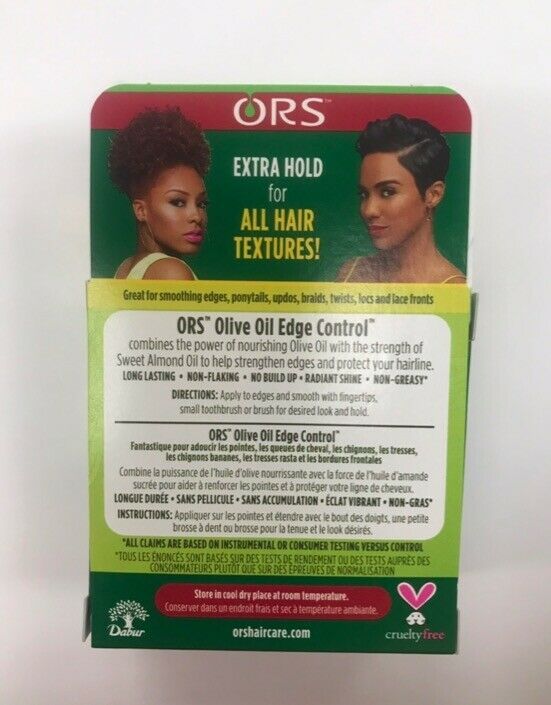 ORS™
EXTRA HOLD
for
ALL HAIR
TEXTURES!
Great for smoothing edges, ponytails, updos, braids, twists, locs and lace fronts
ORS™ Olive Oil Edge Control™
combines the power of nourishing Olive Oil with the strength of
Sweet Almond Oil to help strengthen edges and protect your hairline.
LONG LASTING • NON-FLAKING • NO BUILD UP • RADIANT SHINE • NON-GREASY*
DIRECTIONS: Apply to edges and smooth with fingertips,
small toothbrush or brush for desired look and hold.
ORS™ Olive Oil Edge Control™
Fantastique pour adoucir les pointes, les queues de cheval, les chignons, les tresses,
les chignons bananes, les tresses rasta et les bordures frontales
Combine la puissance de l'huile d'olive nourrissante avec la force de l'huile d'amande
sucrée pour aider à renforcer les pointes et à protéger votre ligne de cheveux.
LONGUE DURÉE • SANS PELLICULE • SANS ACCUMULATION • ÉCLAT VIBRANT • NON-GRAS*
INSTRUCTIONS: Appliquer sur les pointes et étendre avec le bout des doigts, une petite
brosse à dent ou brosse pour la tenue et le look désirés.
*ALL CLAIMS ARE BASED ON INSTRUMENTAL OR CONSUMER TESTING VERSUS CONTROL
*TOUS LES ÉNONCÉS SONT BASÉS SUR DES TESTS DE RENDEMENT OU DES TESTS AUPRÈS DES
CONSOMMATEURS PLUTÔT QUE SUR DES ÉPREUVES DE NORMALISATION
Store in cool dry place at room temperature.
Conserver dans un endroit frais et sec à température ambiante.
Dabur
orshaircare.com
crueltyfree